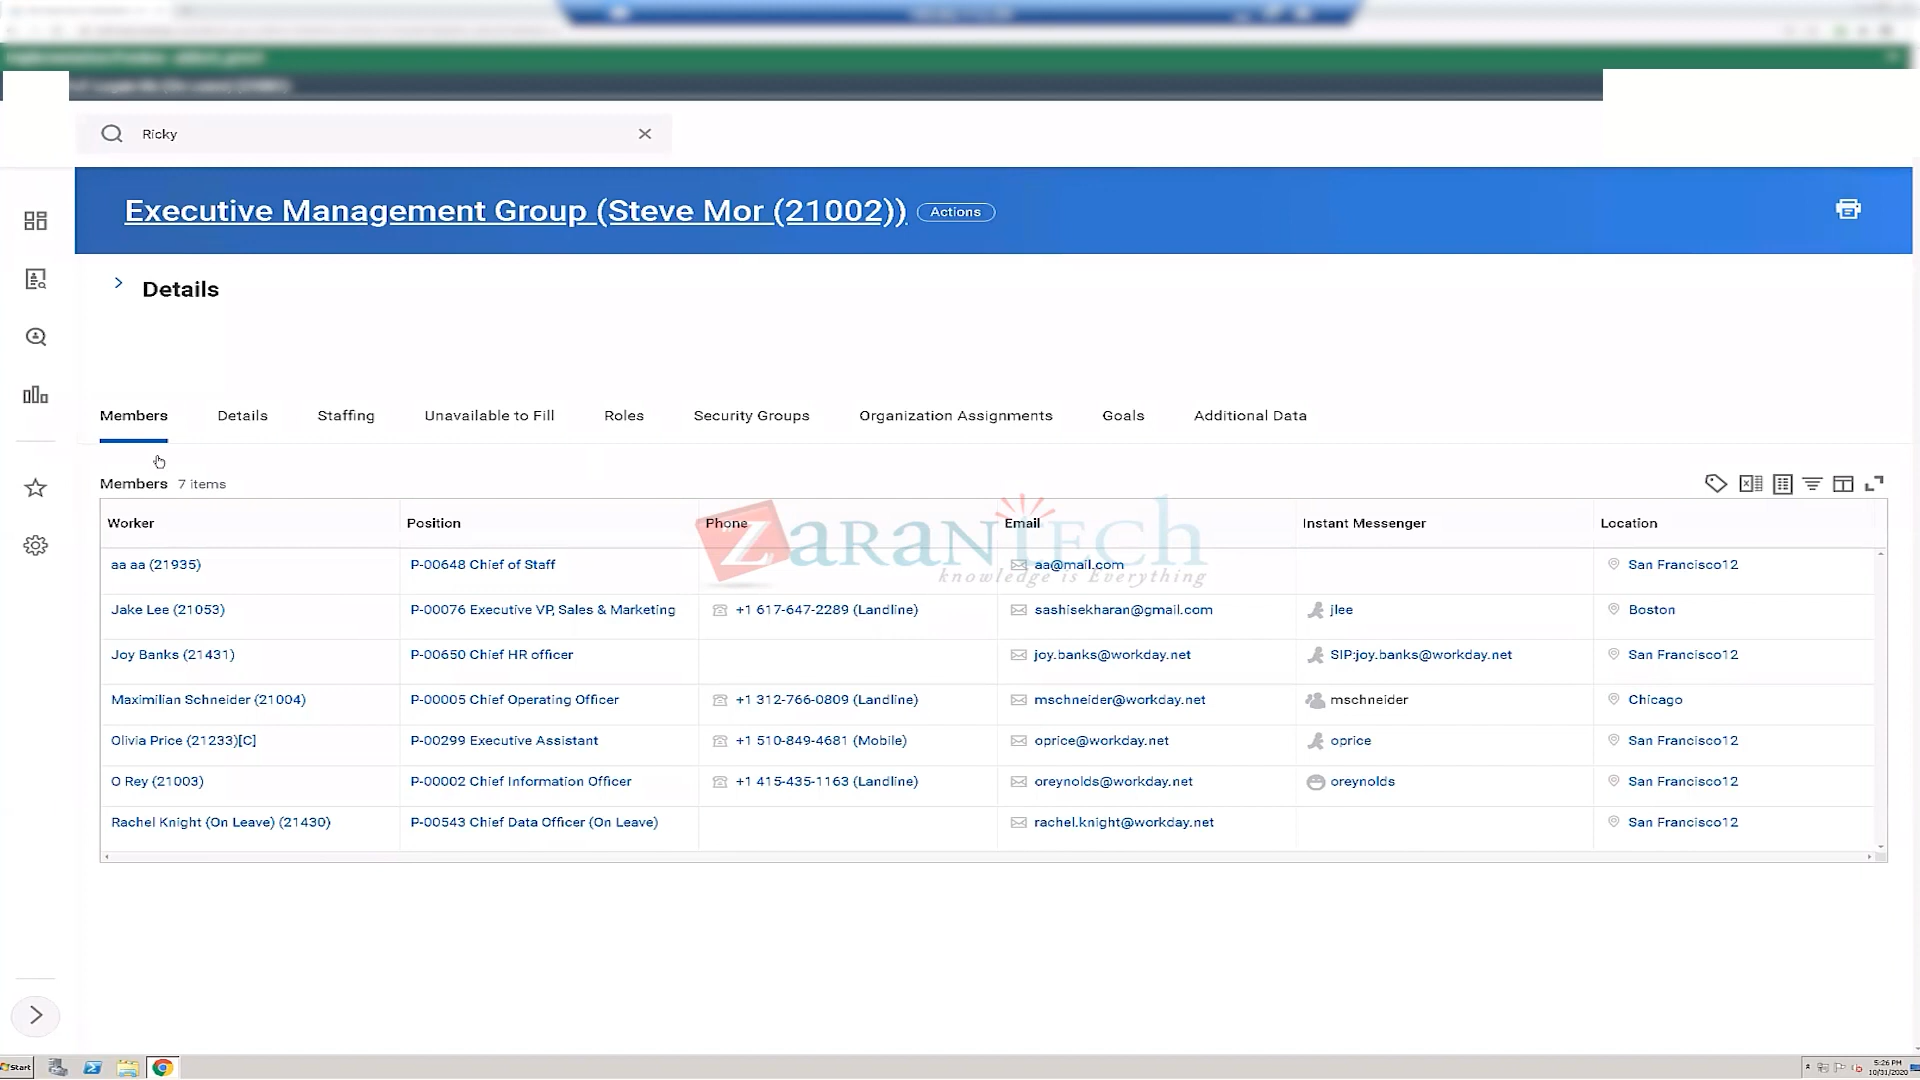 Ricky
Executive Management Group (Steve Mor (21002)) Actions
Details
Members Details Staffing Unavailable to Fill Roles Security Groups Organization Assignments Goals Additional Data
Members 7 items
Worker Position Phone Email Instant Messenger Location
aa aa (21935) P-00648 Chief of Staff aa@mail.com San Francisco12
Jake Lee (21053) P-00076 Executive VP, Sales & Marketing +1 617-647-2289 (Landline) sashisekharan@gmail.com jlee Boston
Joy Banks (21431) P-00650 Chief HR officer joy.banks@workday.net SIP:joy.banks@workday.net San Francisco12
Maximilian Schneider (21004) P-00005 Chief Operating Officer +1 312-766-0809 (Landline) mschneider@workday.net mschneider Chicago
Olivia Price (21233)[C] P-00299 Executive Assistant +1 510-849-4681 (Mobile) oprice@workday.net oprice San Francisco12
O Rey (21003) P-00002 Chief Information Officer +1 415-435-1163 (Landline) oreynolds@workday.net oreynolds San Francisco12
Rachel Knight (On Leave) (21430) P-00543 Chief Data Officer (On Leave) rachel.knight@workday.net San Francisco12
ZARANTECH
knowledge is Everything
Start
5:26 PM
10/31/2020